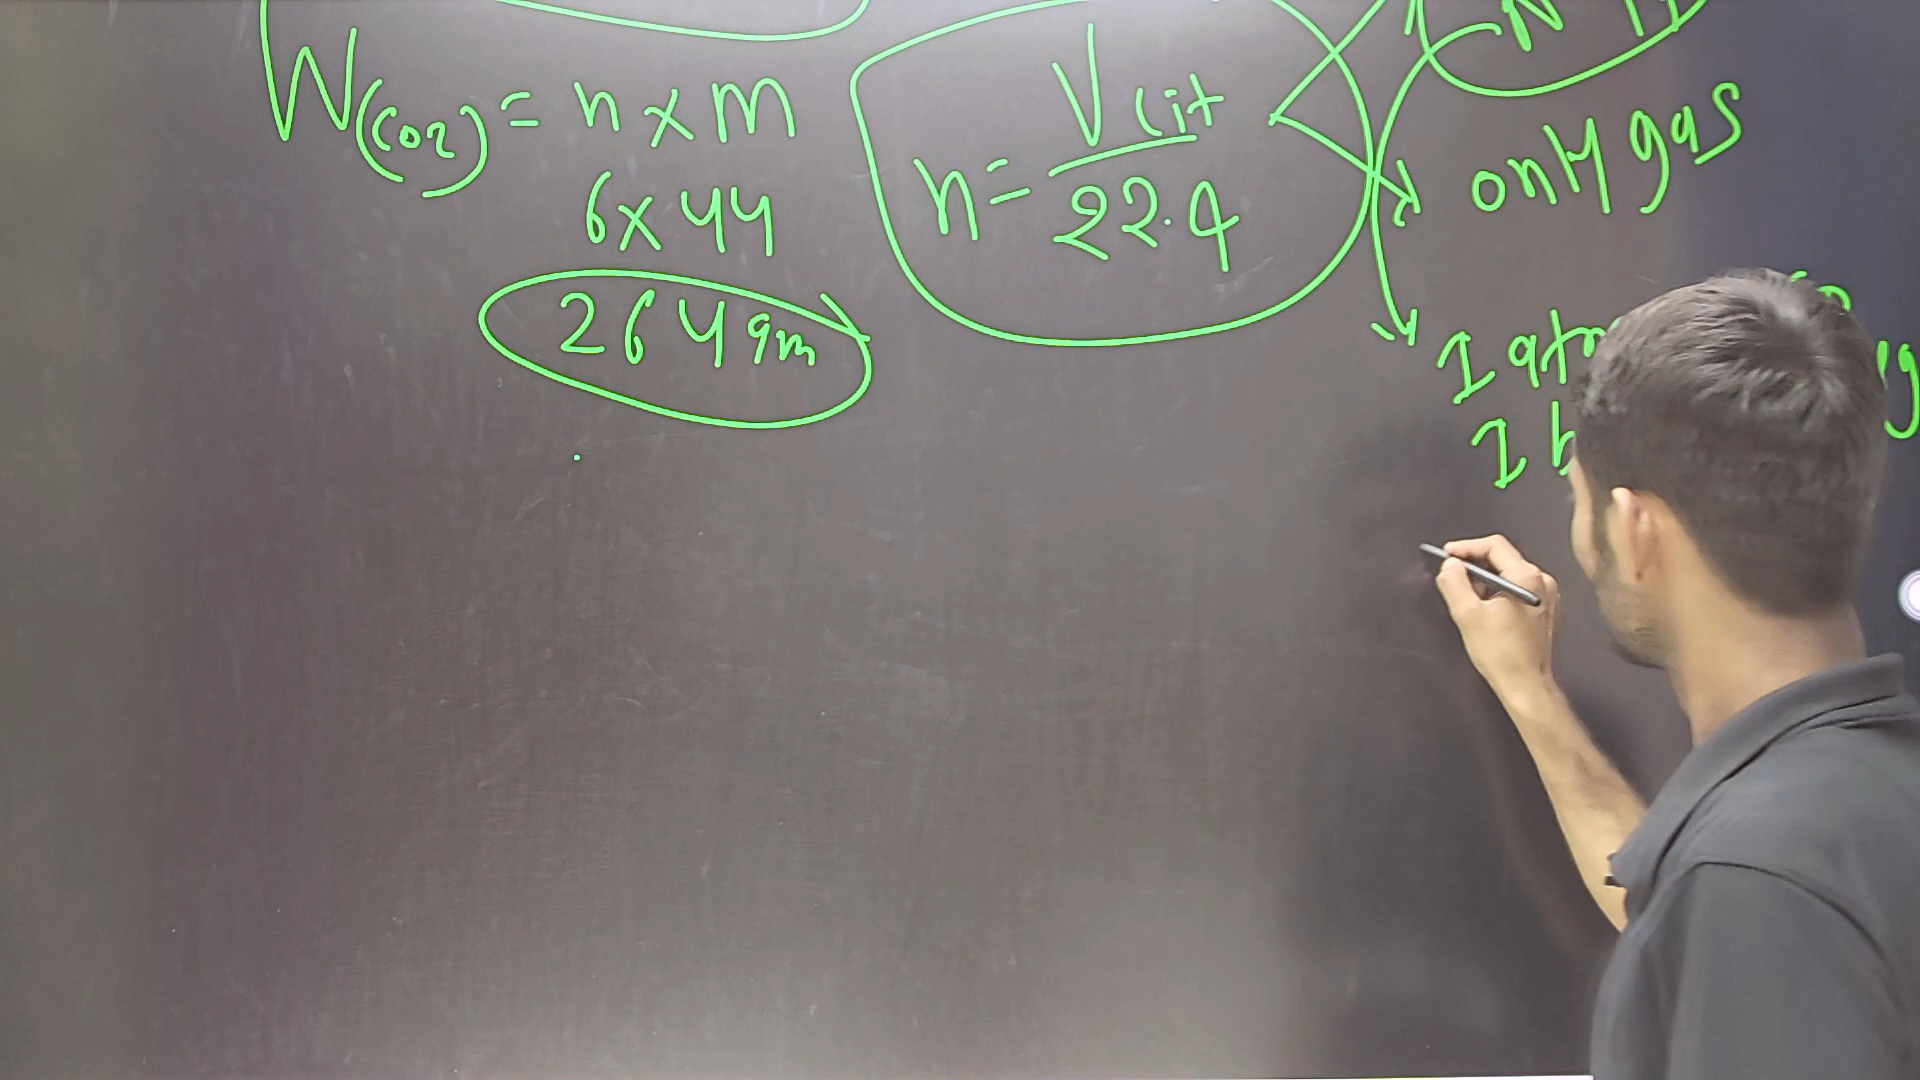 W(CO2) = n x m
6 x 44
264 gm
n = V lit / 22.4
only gas
1 atm
1